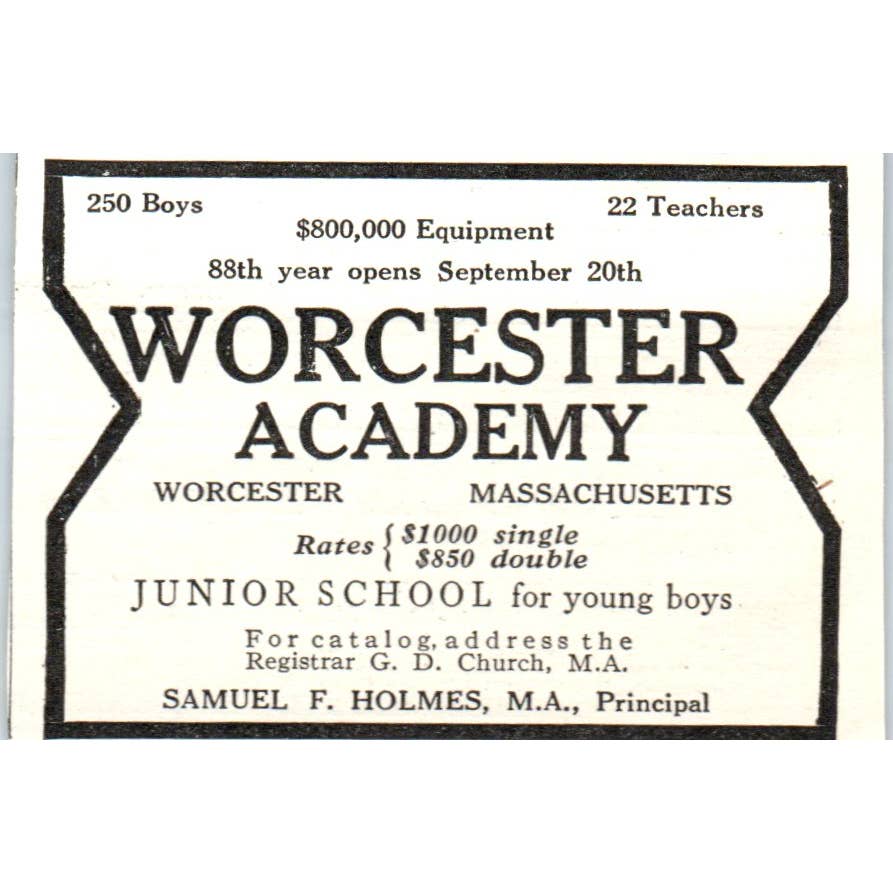 250 Boys 22 Teachers
$800,000 Equipment
88th year opens September 20th
WORCESTER
ACADEMY
WORCESTER MASSACHUSETTS
Rates { $1000 single
$850 double
JUNIOR SCHOOL for young boys
For catalog, address the
Registrar G. D. Church, M.A.
SAMUEL F. HOLMES, M.A., Principal